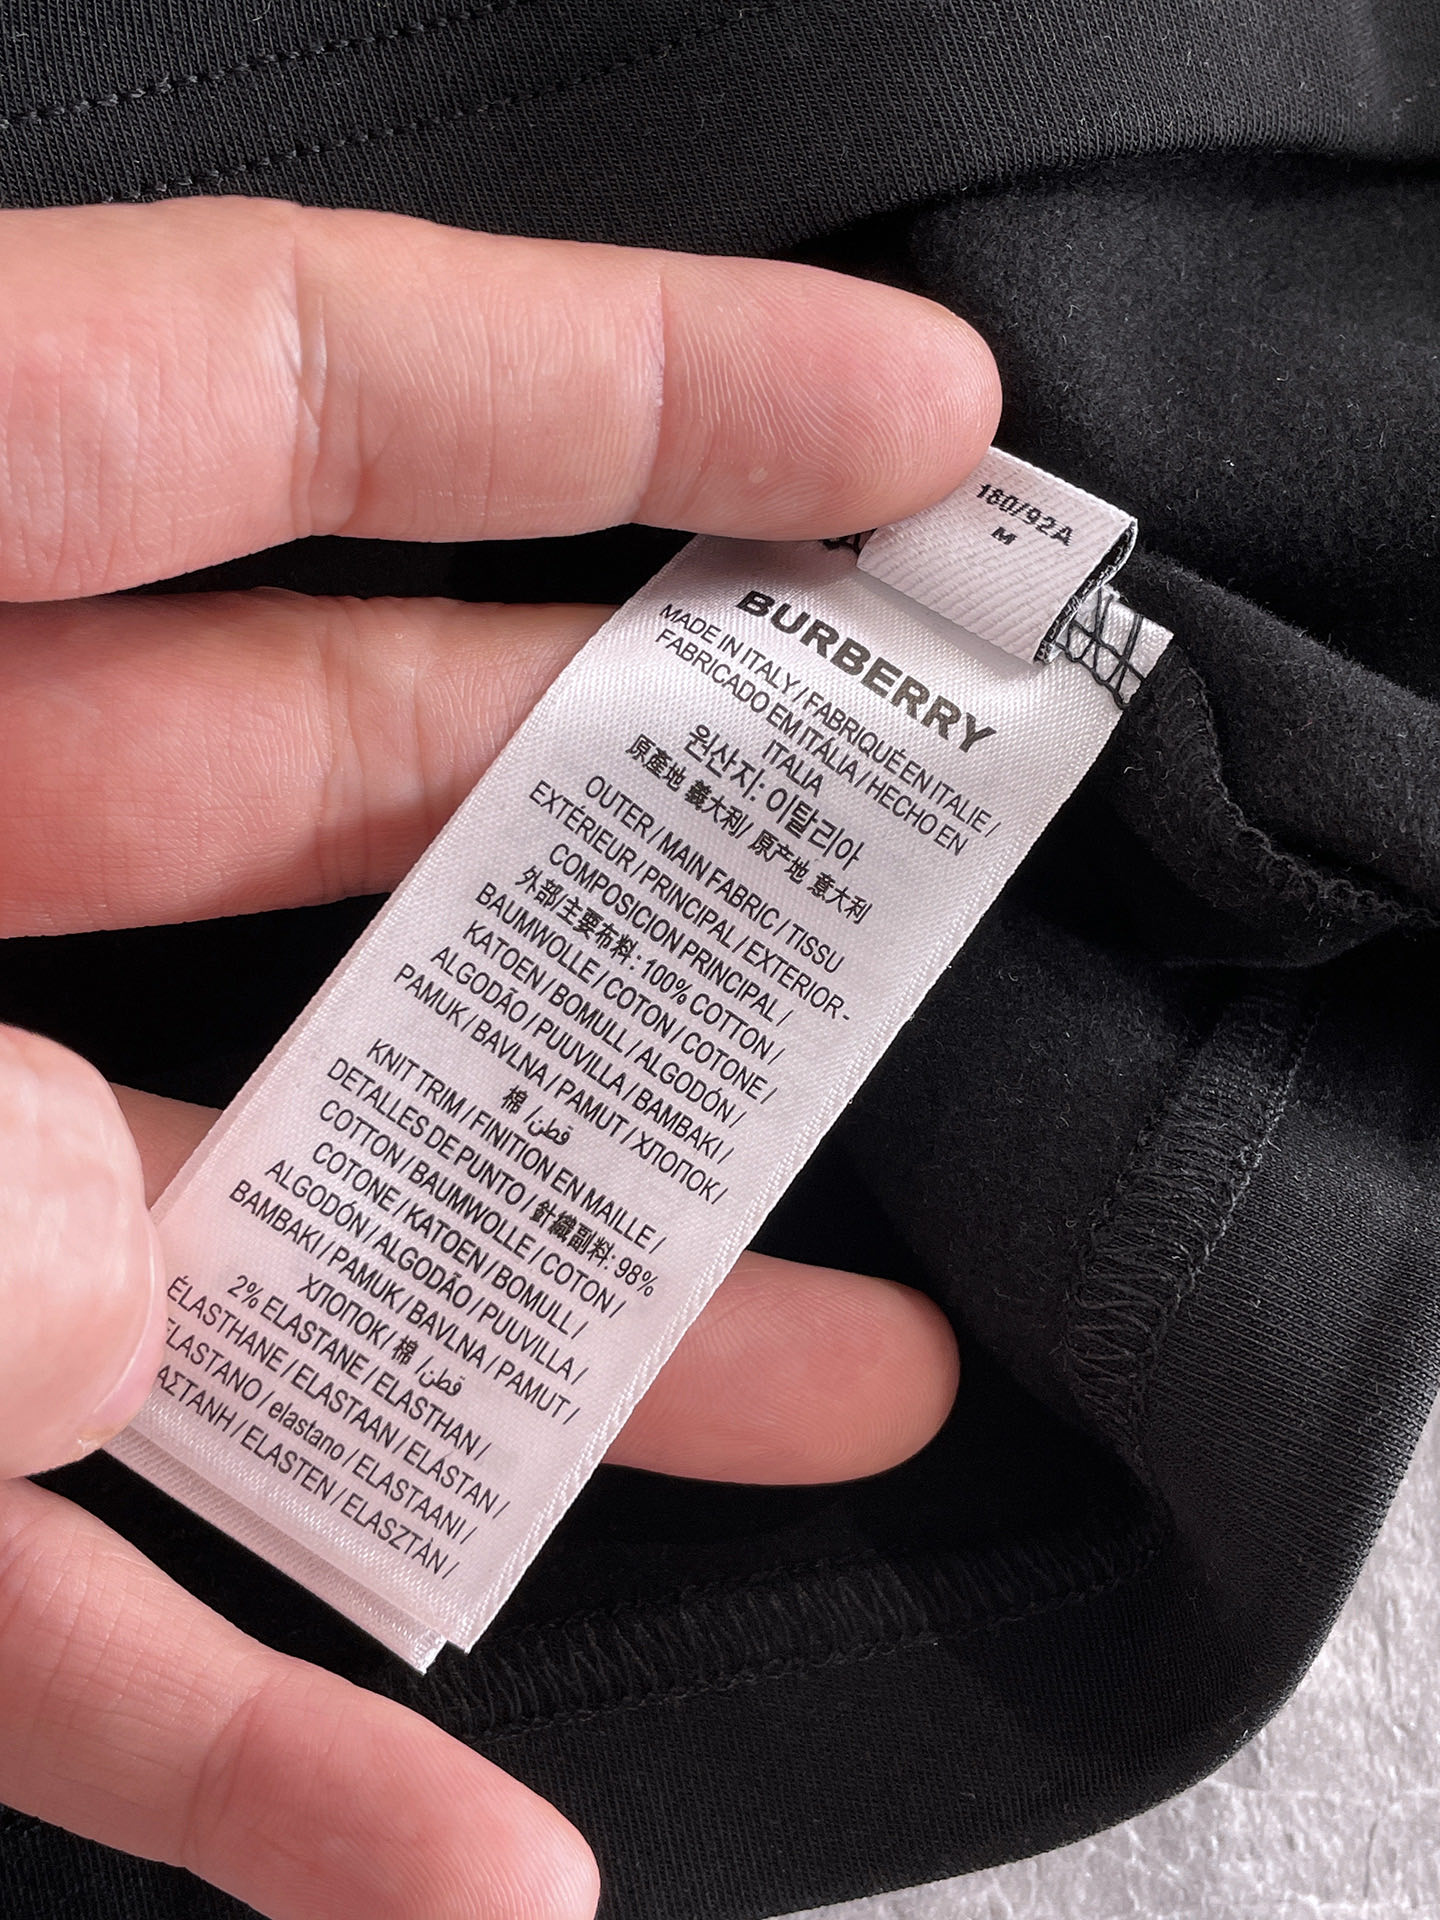 180/92A
M
BURBERRY
MADE IN ITALY / FABRIQUÉ EN ITALIE /
FABRICADO EM ITÁLIA / HECHO EN
ITALIA
원산지: 이탈리아
原產地 義大利/ 原产地 意大利
OUTER / MAIN FABRIC / TISSU
EXTÉRIEUR / PRINCIPAL / EXTERIOR-
COMPOSICION PRINCIPAL /
外部/主要布料: 100% COTTON /
BAUMWOLLE / COTON / COTONE /
KATOEN / BOMULL / ALGODÓN /
ALGODÃO / PUUVILLA / BAMBAKI /
PAMUK / BAVLNA / PAMUT / ХЛОПОК /
棉 /قطن
KNIT TRIM / FINITION EN MAILLE /
DETALLES DE PUNTO / 針織副料: 98%
COTTON / BAUMWOLLE / COTON /
COTONE / KATOEN / BOMULL /
ALGODÓN / ALGODÃO / PUUVILLA /
BAMBAKI / PAMUK / BAVLNA / PAMUT /
ХЛОПОК / 棉 /قطن
2% ELASTANE / ELASTHAN /
ÉLASTHANE / ELASTAAN / ELASTAN /
ELASTANO / elastano / ELASTAANI /
/ ELASTEN / ELASZTÀN /